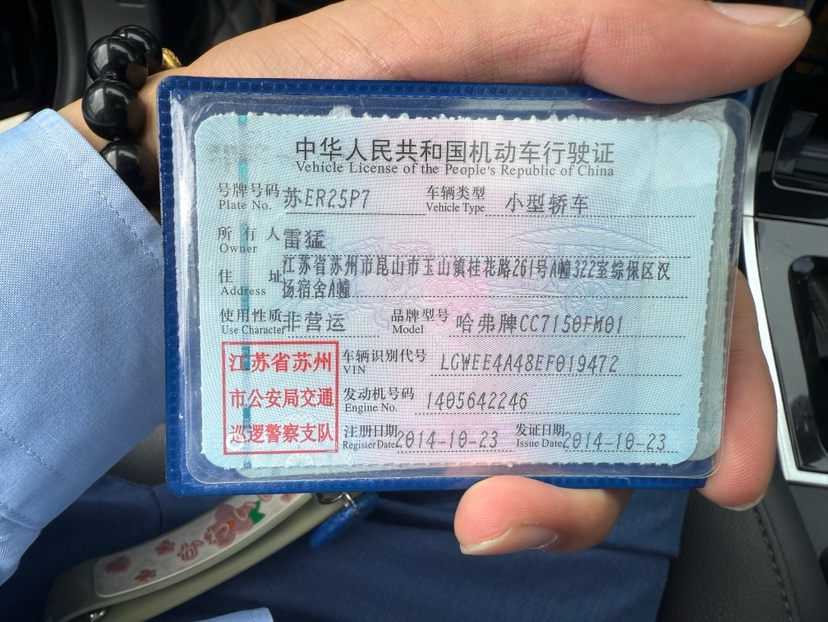 中华人民共和国机动车行驶证
Vehicle License of the People's Republic of China
号牌号码 苏ER25P7 车辆类型 小型轿车
Plate No. Vehicle Type
所有人 雷猛
Owner
住址 江苏省苏州市昆山市玉山镇桂花路261号A幢322室综保区汉
Address 扬宿舍A幢
使用性质 非营运 品牌型号 哈弗牌CC7150FM01
Use Character Model
江苏省苏州 车辆识别代号 LGWEE4A48EF019472
VIN
市公安局交通 发动机号码 1405642246
Engine No.
巡逻警察支队 注册日期 2014-10-23 发证日期 2014-10-23
Register Date Issue Date